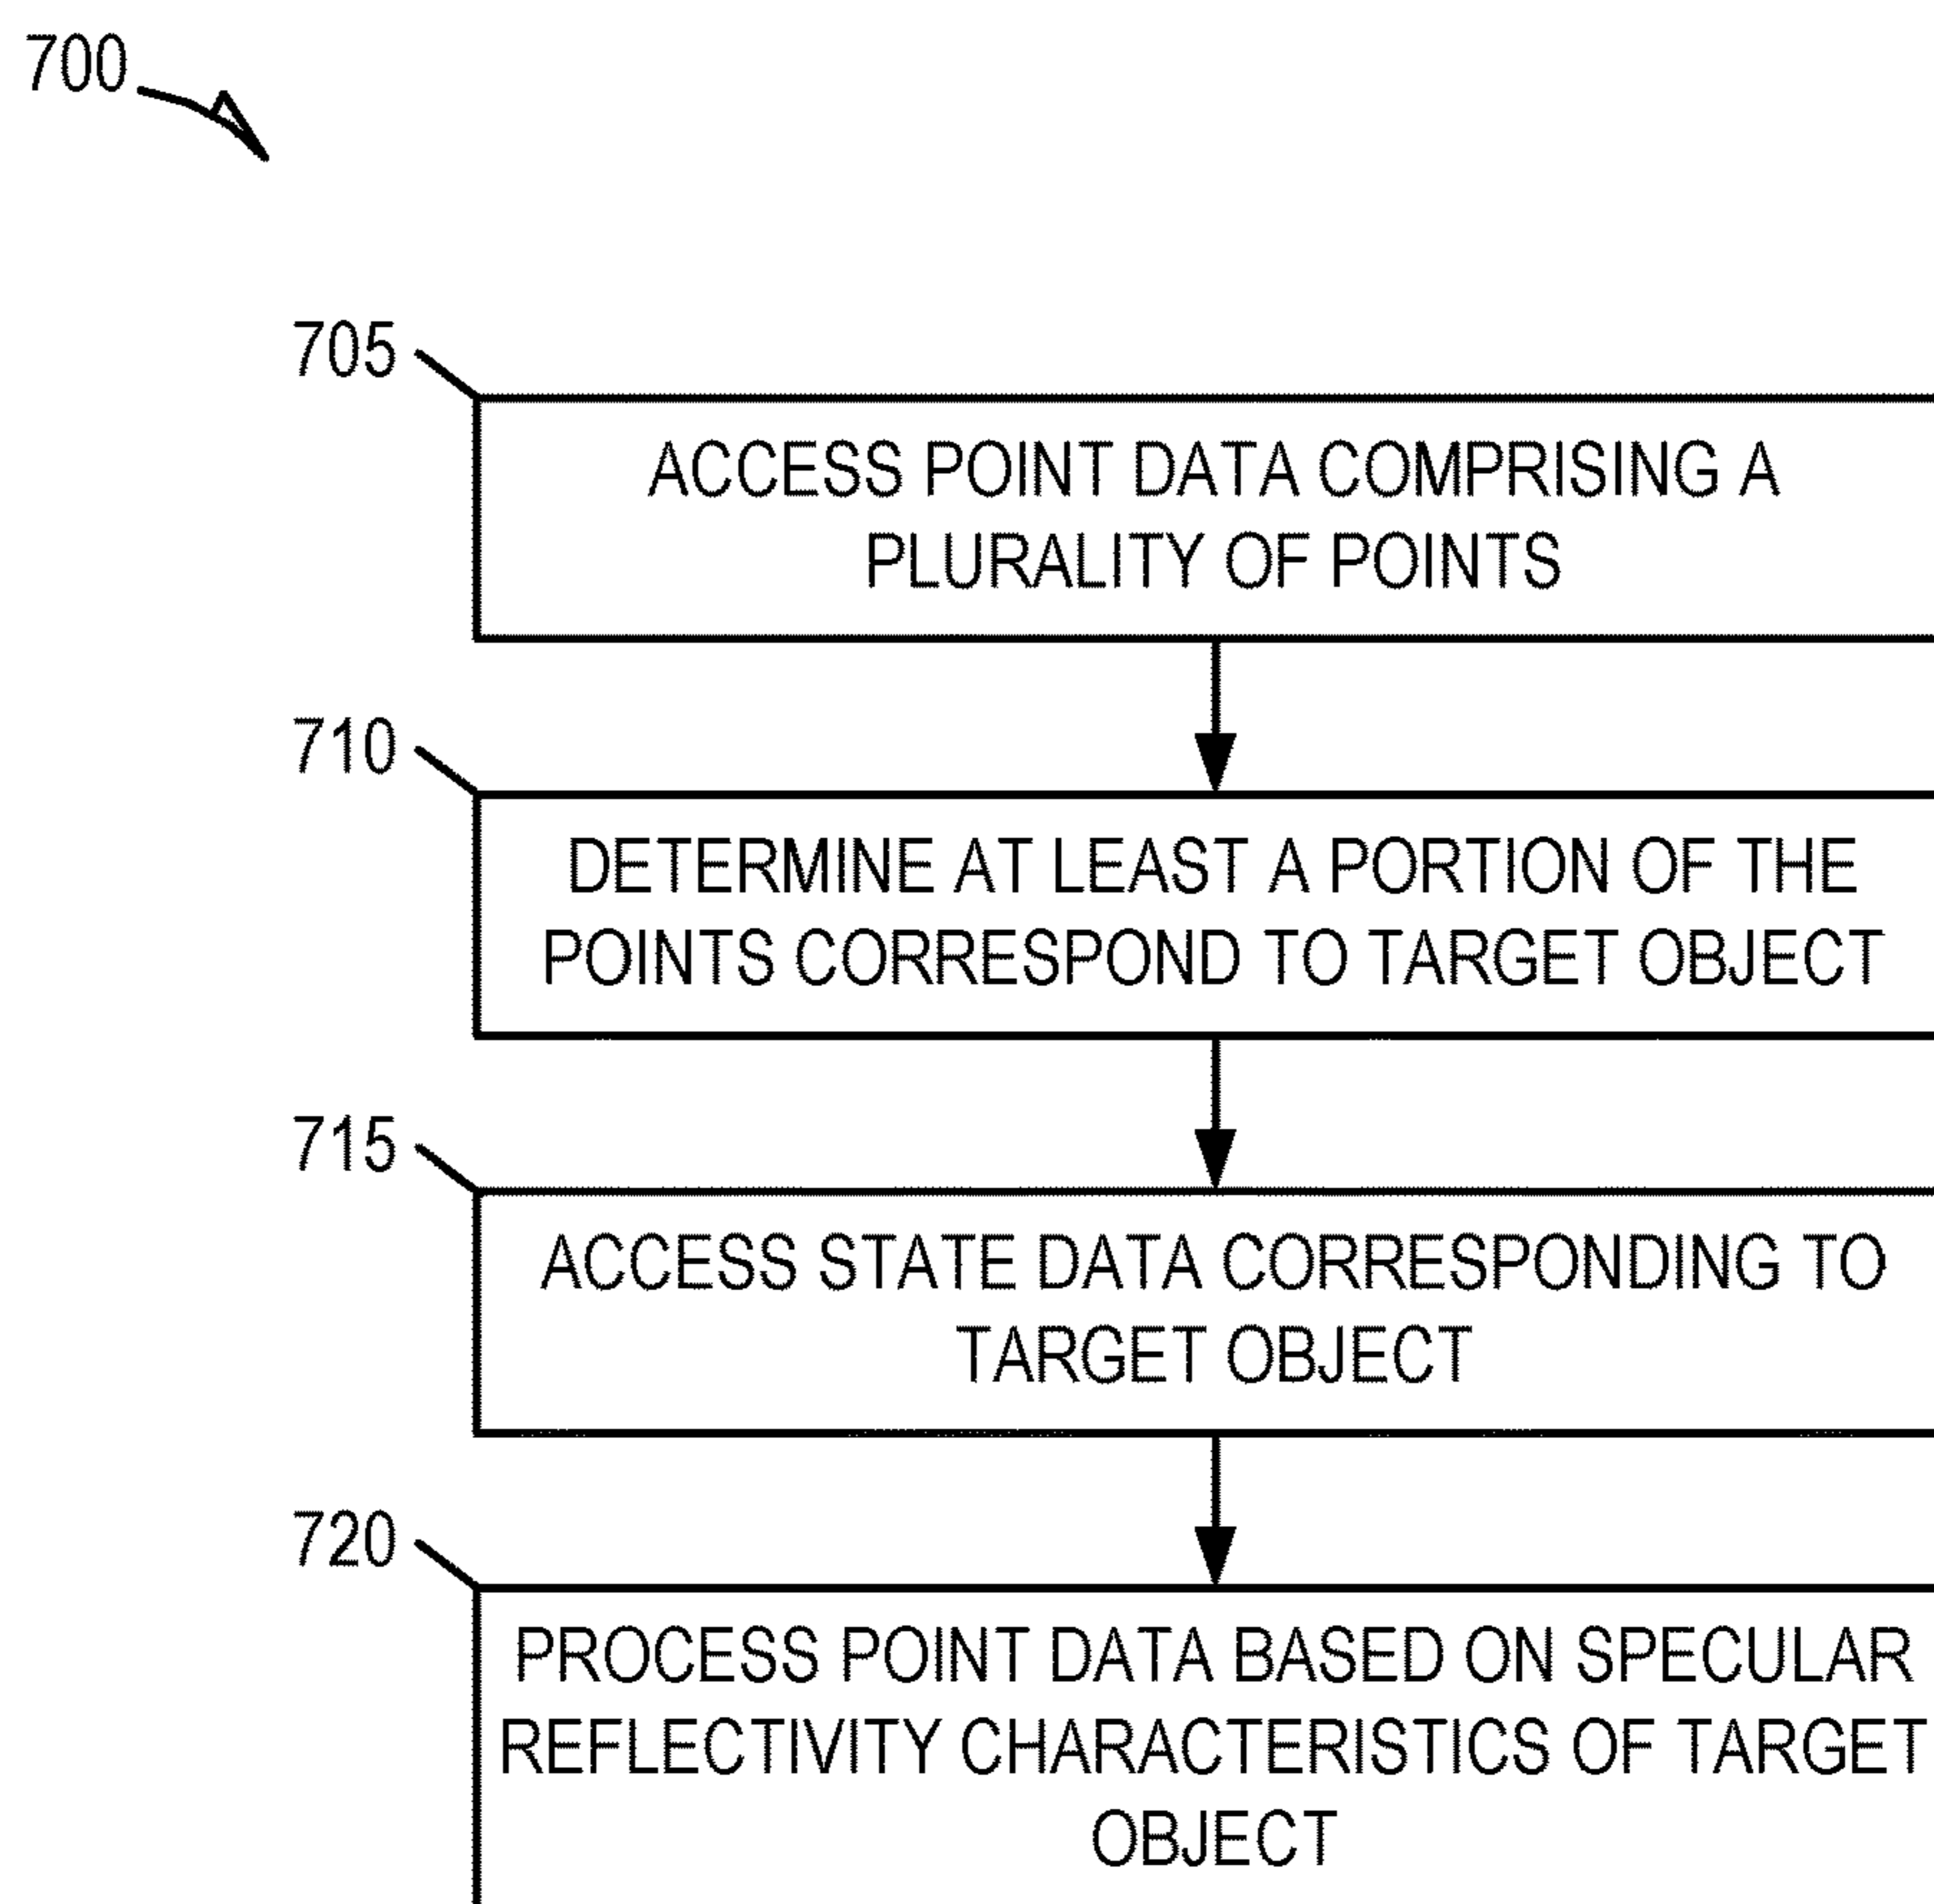 700
705
ACCESS POINT DATA COMPRISING A
PLURALITY OF POINTS
710
DETERMINE AT LEAST A PORTION OF THE
POINTS CORRESPOND TO TARGET OBJECT
715
ACCESS STATE DATA CORRESPONDING TO
TARGET OBJECT
720
PROCESS POINT DATA BASED ON SPECULAR
REFLECTIVITY CHARACTERISTICS OF TARGET
OBJECT